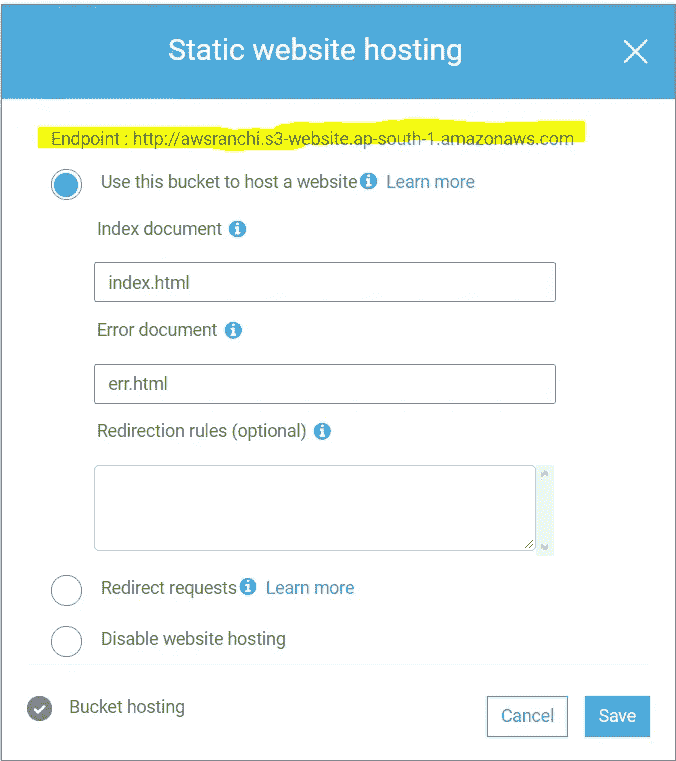 Static website hosting
Endpoint : http://awsranchi.s3-website.ap-south-1.amazonaws.com
Use this bucket to host a website Learn more
Index document
index.html
Error document
err.html
Redirection rules (optional)
Redirect requests Learn more
Disable website hosting
Bucket hosting
Cancel Save